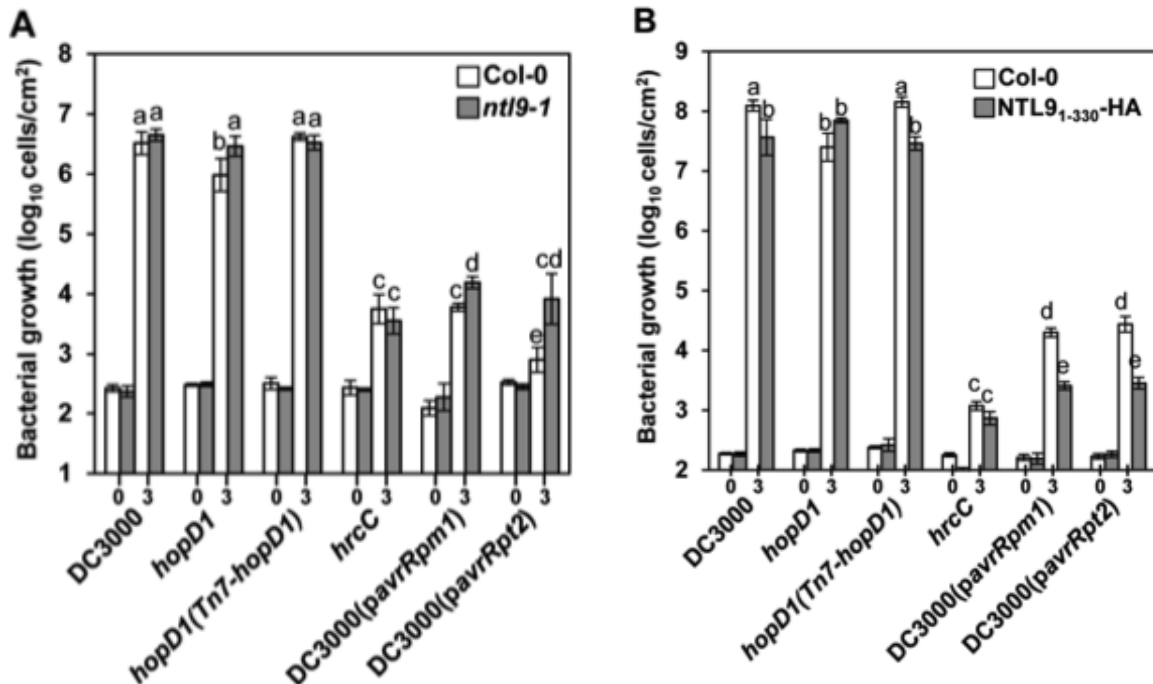 A
Bacterial growth (log10 cells/cm²)
8
7
6
5
4
3
2
1
Col-0
ntl9-1
a a
b a
a a
c c
c d
e cd
0 3 0 3 0 3 0 3 0 3 0 3
DC3000
hopD1
hopD1(Tn7-hopD1)
hrcC
DC3000(pavrRpm1)
DC3000(pavrRpt2)
B
Bacterial growth (log10 cells/cm²)
9
8
7
6
5
4
3
2
Col-0
NTL91-330-HA
a b
b b
a b
c c
d e
d e
0 3 0 3 0 3 0 3 0 3 0 3
DC3000
hopD1
hopD1(Tn7-hopD1)
hrcC
DC3000(pavrRpm1)
DC3000(pavrRpt2)